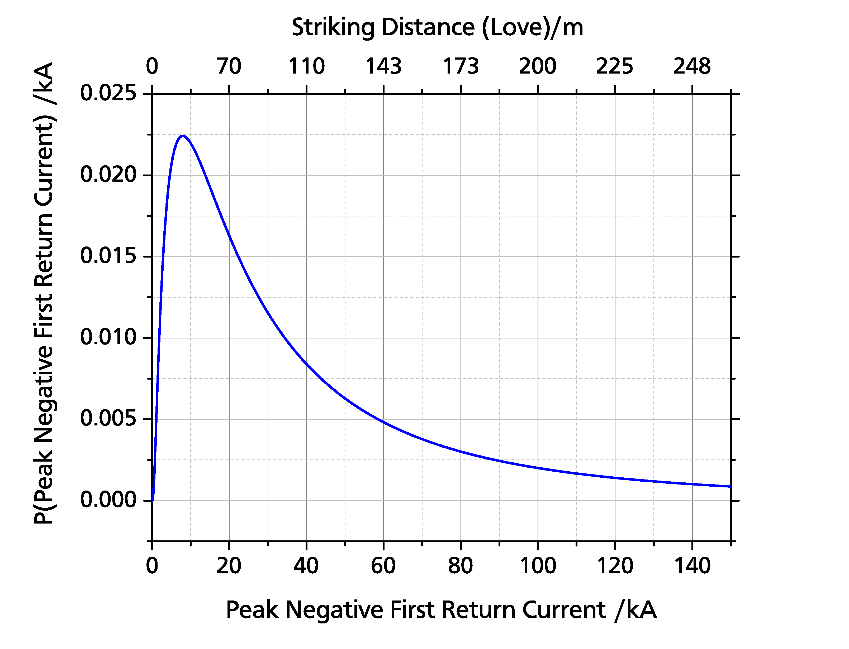 Striking Distance (Love)/m
0 70 110 143 173 200 225 248
P(Peak Negative First Return Current) /kA
0.025
0.020
0.015
0.010
0.005
0.000
0 20 40 60 80 100 120 140
Peak Negative First Return Current /kA